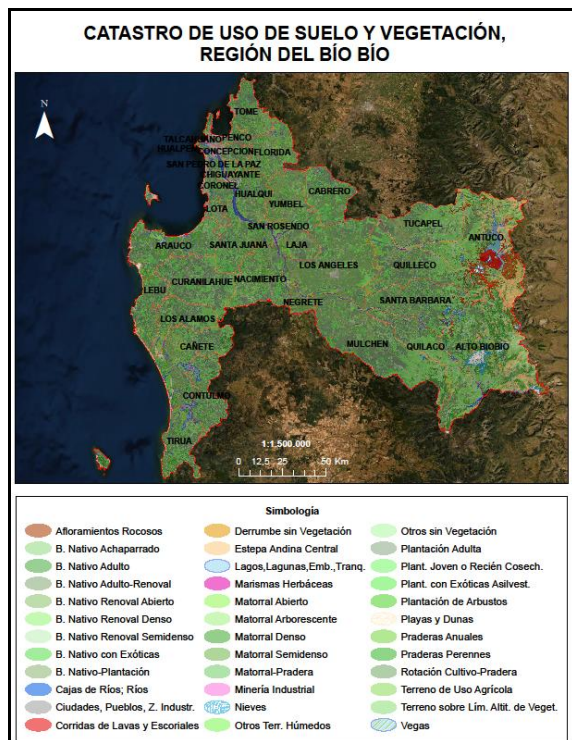 CATASTRO DE USO DE SUELO Y VEGETACIÓN,
REGIÓN DEL BÍO BÍO
N
TOME
TALCAHUANO
PENCO
HUALPEN
CONCEPCION
FLORIDA
SAN PEDRO DE LA PAZ
CHIGUAYANTE
CORONEL
HUALQUI
CABRERO
LOTA
YUMBEL
TUCAPEL
SAN ROSENDO
ANTUCO
ARAUCO
SANTA JUANA
LAJA
LOS ANGELES
QUILLECO
CURANILAHUE
NACIMIENTO
LEBU
NEGRETE
SANTA BARBARA
LOS ALAMOS
CAÑETE
MULCHEN
QUILACO
ALTO BIOBIO
CONTULMO
TIRUA
1:1.500.000
0 12,5 25 50 Km
Simbología
Afloramientos Rocosos
B. Nativo Achaparrado
B. Nativo Adulto
B. Nativo Adulto-Renoval
B. Nativo Renoval Abierto
B. Nativo Renoval Denso
B. Nativo Renoval Semidenso
B. Nativo con Exóticas
B. Nativo-Plantación
Cajas de Ríos; Ríos
Ciudades, Pueblos, Z. Industr.
Corridas de Lavas y Escoriales
Derrumbe sin Vegetación
Estepa Andina Central
Lagos,Lagunas,Emb.,Tranq.
Marismas Herbáceas
Matorral Abierto
Matorral Arborescente
Matorral Denso
Matorral Semidenso
Matorral-Pradera
Minería Industrial
Nieves
Otros Terr. Húmedos
Otros sin Vegetación
Plantación Adulta
Plant. Joven o Recién Cosech.
Plant. con Exóticas Asilvest.
Plantación de Arbustos
Playas y Dunas
Praderas Anuales
Praderas Perennes
Rotación Cultivo-Pradera
Terreno de Uso Agrícola
Terreno sobre Lím. Altit. de Veget.
Vegas